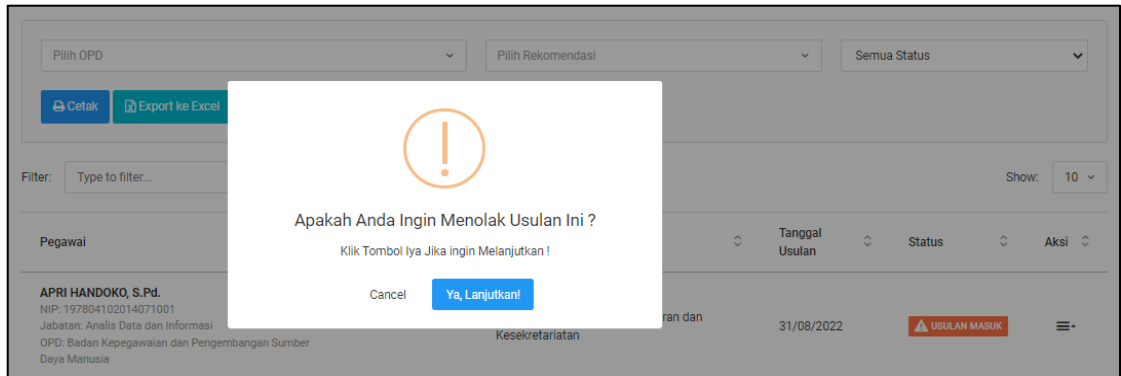 Pilih OPD
Pilih Rekomendasi
Semua Status
Cetak
Export ke Excel
Filter:
Type to filter...
Show:
10
Apakah Anda Ingin Menolak Usulan Ini ?
Klik Tombol Iya Jika ingin Melanjutkan !
Cancel
Ya, Lanjutkan!
Pegawai
Tanggal
Usulan
Status
Aksi
APRI HANDOKO, S.Pd.
NIP: 197804102014071001
Jabatan: Analis Data dan Informasi
OPD: Badan Kepegawaian dan Pengembangan Sumber
Daya Manusia
ran dan
Kesekretariatan
31/08/2022
USULAN MASUK